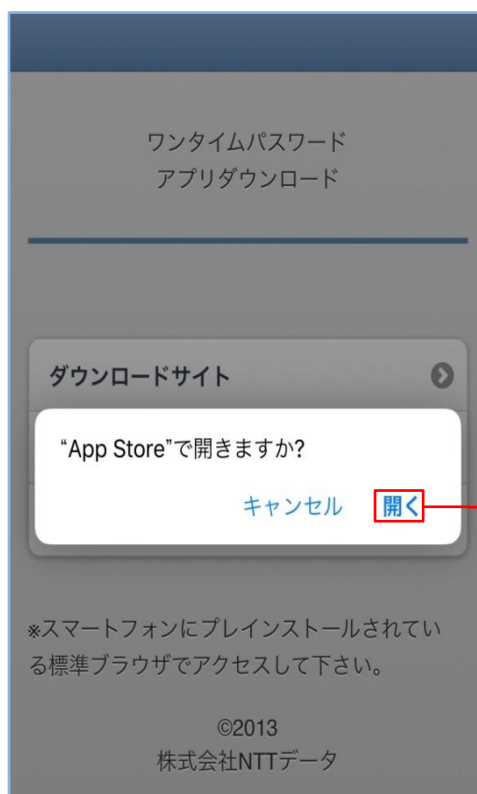 ワンタイムパスワード
アプリダウンロード
ダウンロードサイト
“App Store”で開きますか?
キャンセル 開く
※スマートフォンにプレインストールされてい
る標準ブラウザでアクセスして下さい。
©2013
株式会社NTTデータ